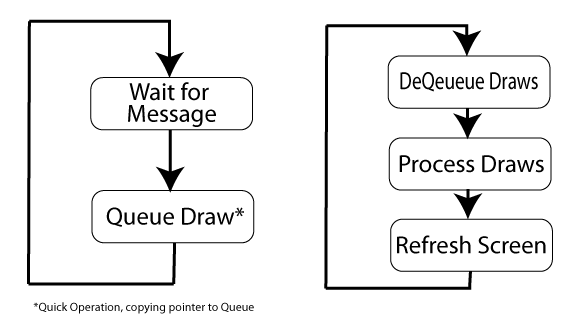 Wait for
Message
Queue Draw*
*Quick Operation, copying pointer to Queue
DeQeueue Draws
Process Draws
Refresh Screen